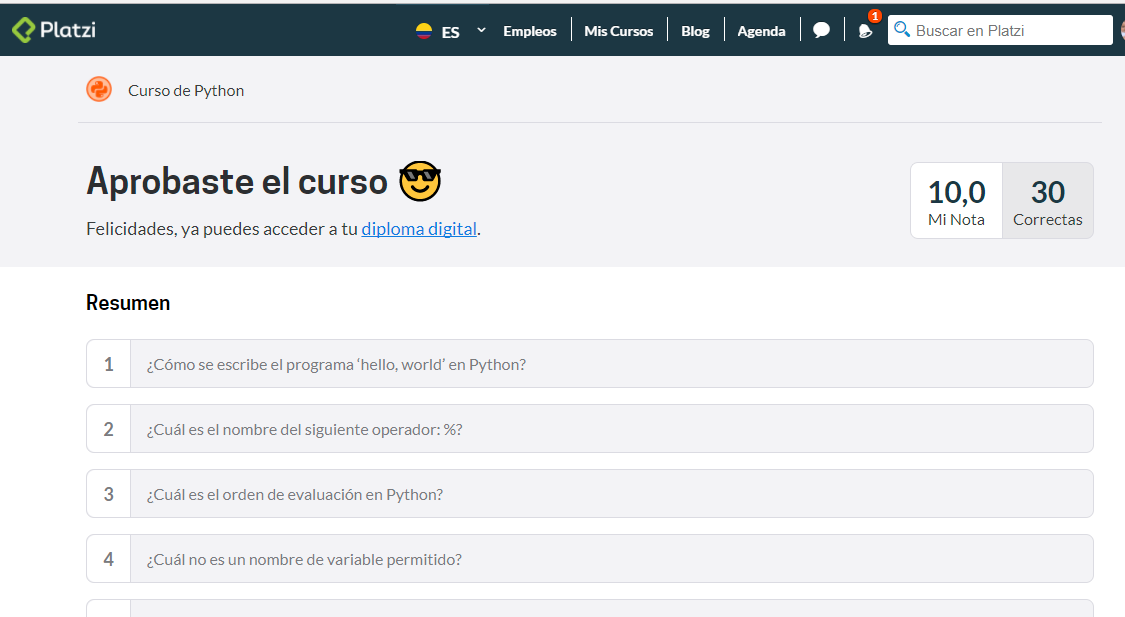 Platzi
ES
Empleos
Mis Cursos
Blog
Agenda
1
Buscar en Platzi
Curso de Python
Aprobaste el curso 😎
Felicidades, ya puedes acceder a tu diploma digital.
10,0
Mi Nota
30
Correctas
Resumen
1 ¿Cómo se escribe el programa ‘hello, world’ en Python?
2 ¿Cuál es el nombre del siguiente operador: %?
3 ¿Cuál es el orden de evaluación en Python?
4 ¿Cuál no es un nombre de variable permitido?